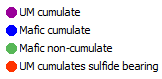 UM cumulate
Mafic cumulate
Mafic non-cumulate
UM cumulates sulfide bearing